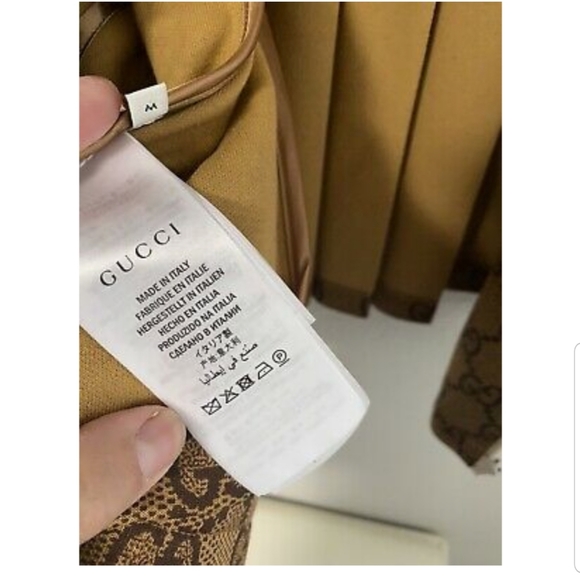 M
GUCCI
MADE IN ITALY
FABRIQUE EN ITALIE
HERGESTELLT IN ITALIEN
HECHO EN ITALIA
PRODUZIDO NA ITALIA
СДЕЛАНО В ИТАЛИИ
イタリア製
产地:意大利
صنع في إيطاليا